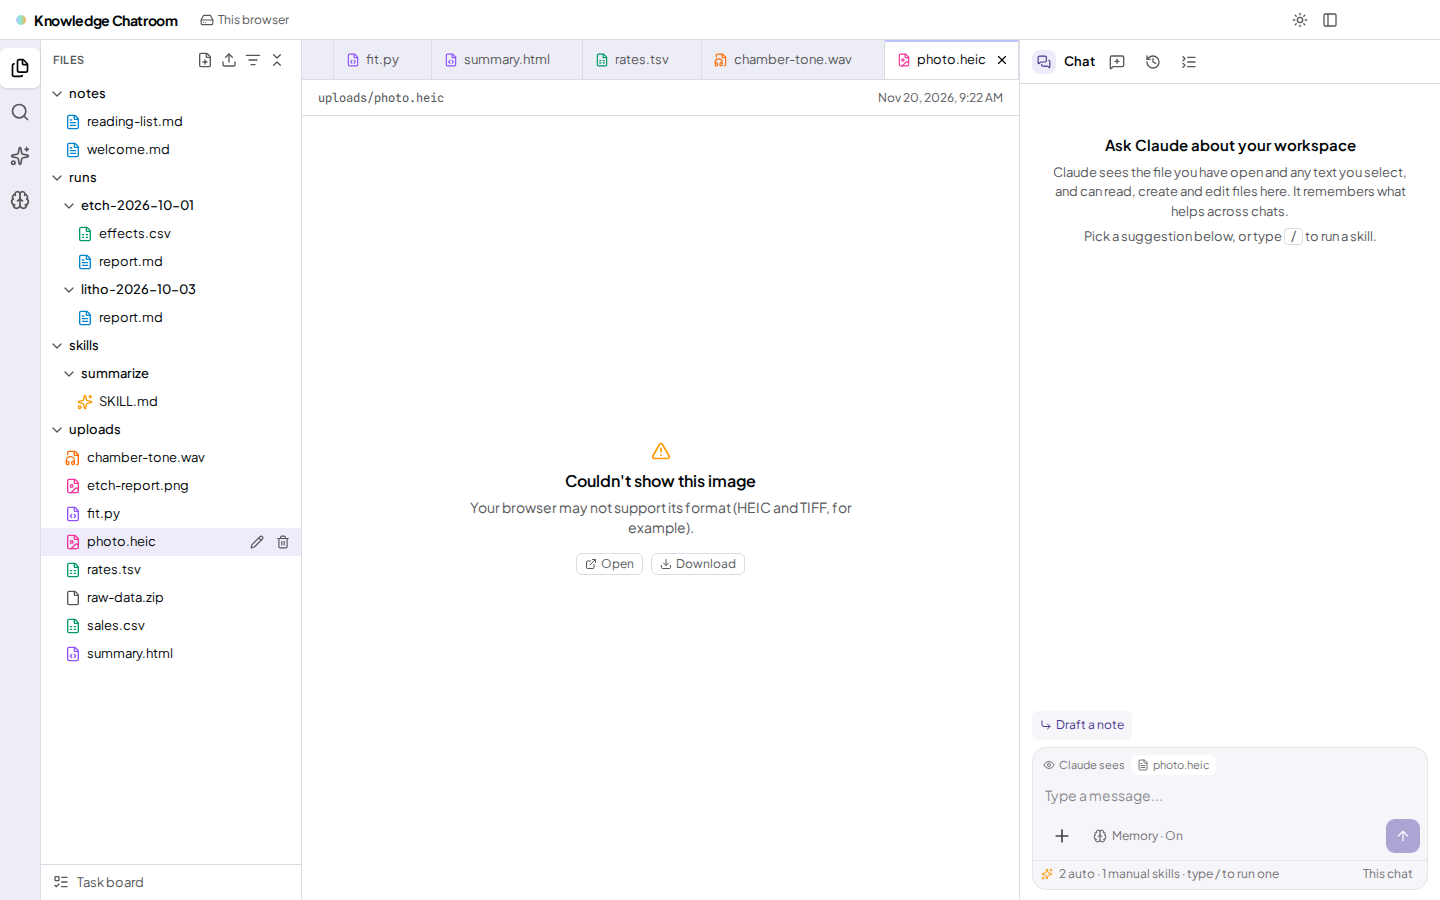 Knowledge Chatroom
This browser
FILES
notes
reading-list.md
welcome.md
runs
etch-2026-10-01
effects.csv
report.md
litho-2026-10-03
report.md
skills
summarize
SKILL.md
uploads
chamber-tone.wav
etch-report.png
fit.py
photo.heic
rates.tsv
raw-data.zip
sales.csv
summary.html
Task board
fit.py
summary.html
rates.tsv
chamber-tone.wav
photo.heic
uploads/photo.heic
Nov 20, 2026, 9:22 AM
Couldn't show this image
Your browser may not support its format (HEIC and TIFF, for
example).
Open
Download
Chat
Ask Claude about your workspace
Claude sees the file you have open and any text you select,
and can read, create and edit files here. It remembers what
helps across chats.
Pick a suggestion below, or type / to run a skill.
Draft a note
Claude sees
photo.heic
Type a message...
Memory · On
2 auto · 1 manual skills · type / to run one
This chat